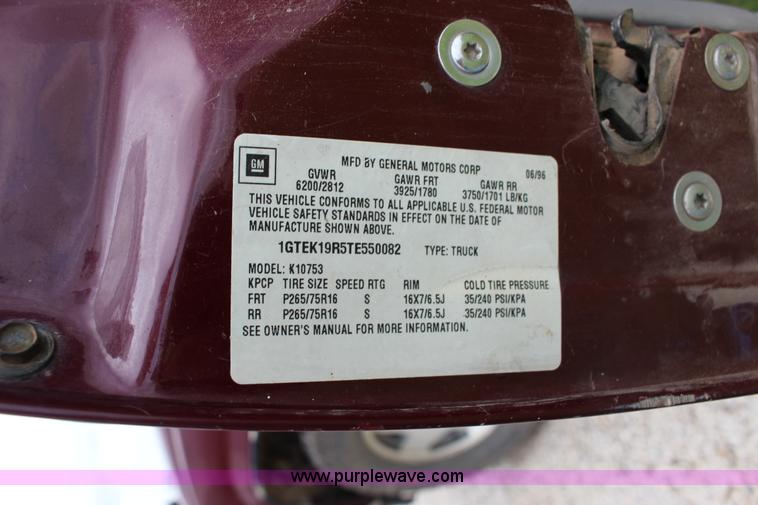 GM
MFD BY GENERAL MOTORS CORP 06/96
GVWR GAWR FRT GAWR RR
6200/2812 3925/1780 3750/1701 LB/KG
THIS VEHICLE CONFORMS TO ALL APPLICABLE U.S. FEDERAL MOTOR
VEHICLE SAFETY STANDARDS IN EFFECT ON THE DATE OF
MANUFACTURE SHOWN ABOVE.
1GTEK19R5TE550082 TYPE: TRUCK
MODEL: K10753
KPCP TIRE SIZE SPEED RTG RIM COLD TIRE PRESSURE
FRT P265/75R16 S 16X7/6.5J 35/240 PSI/KPA
RR P265/75R16 S 16X7/6.5J 35/240 PSI/KPA
SEE OWNER'S MANUAL FOR MORE INFORMATION.
www.purplewave.com